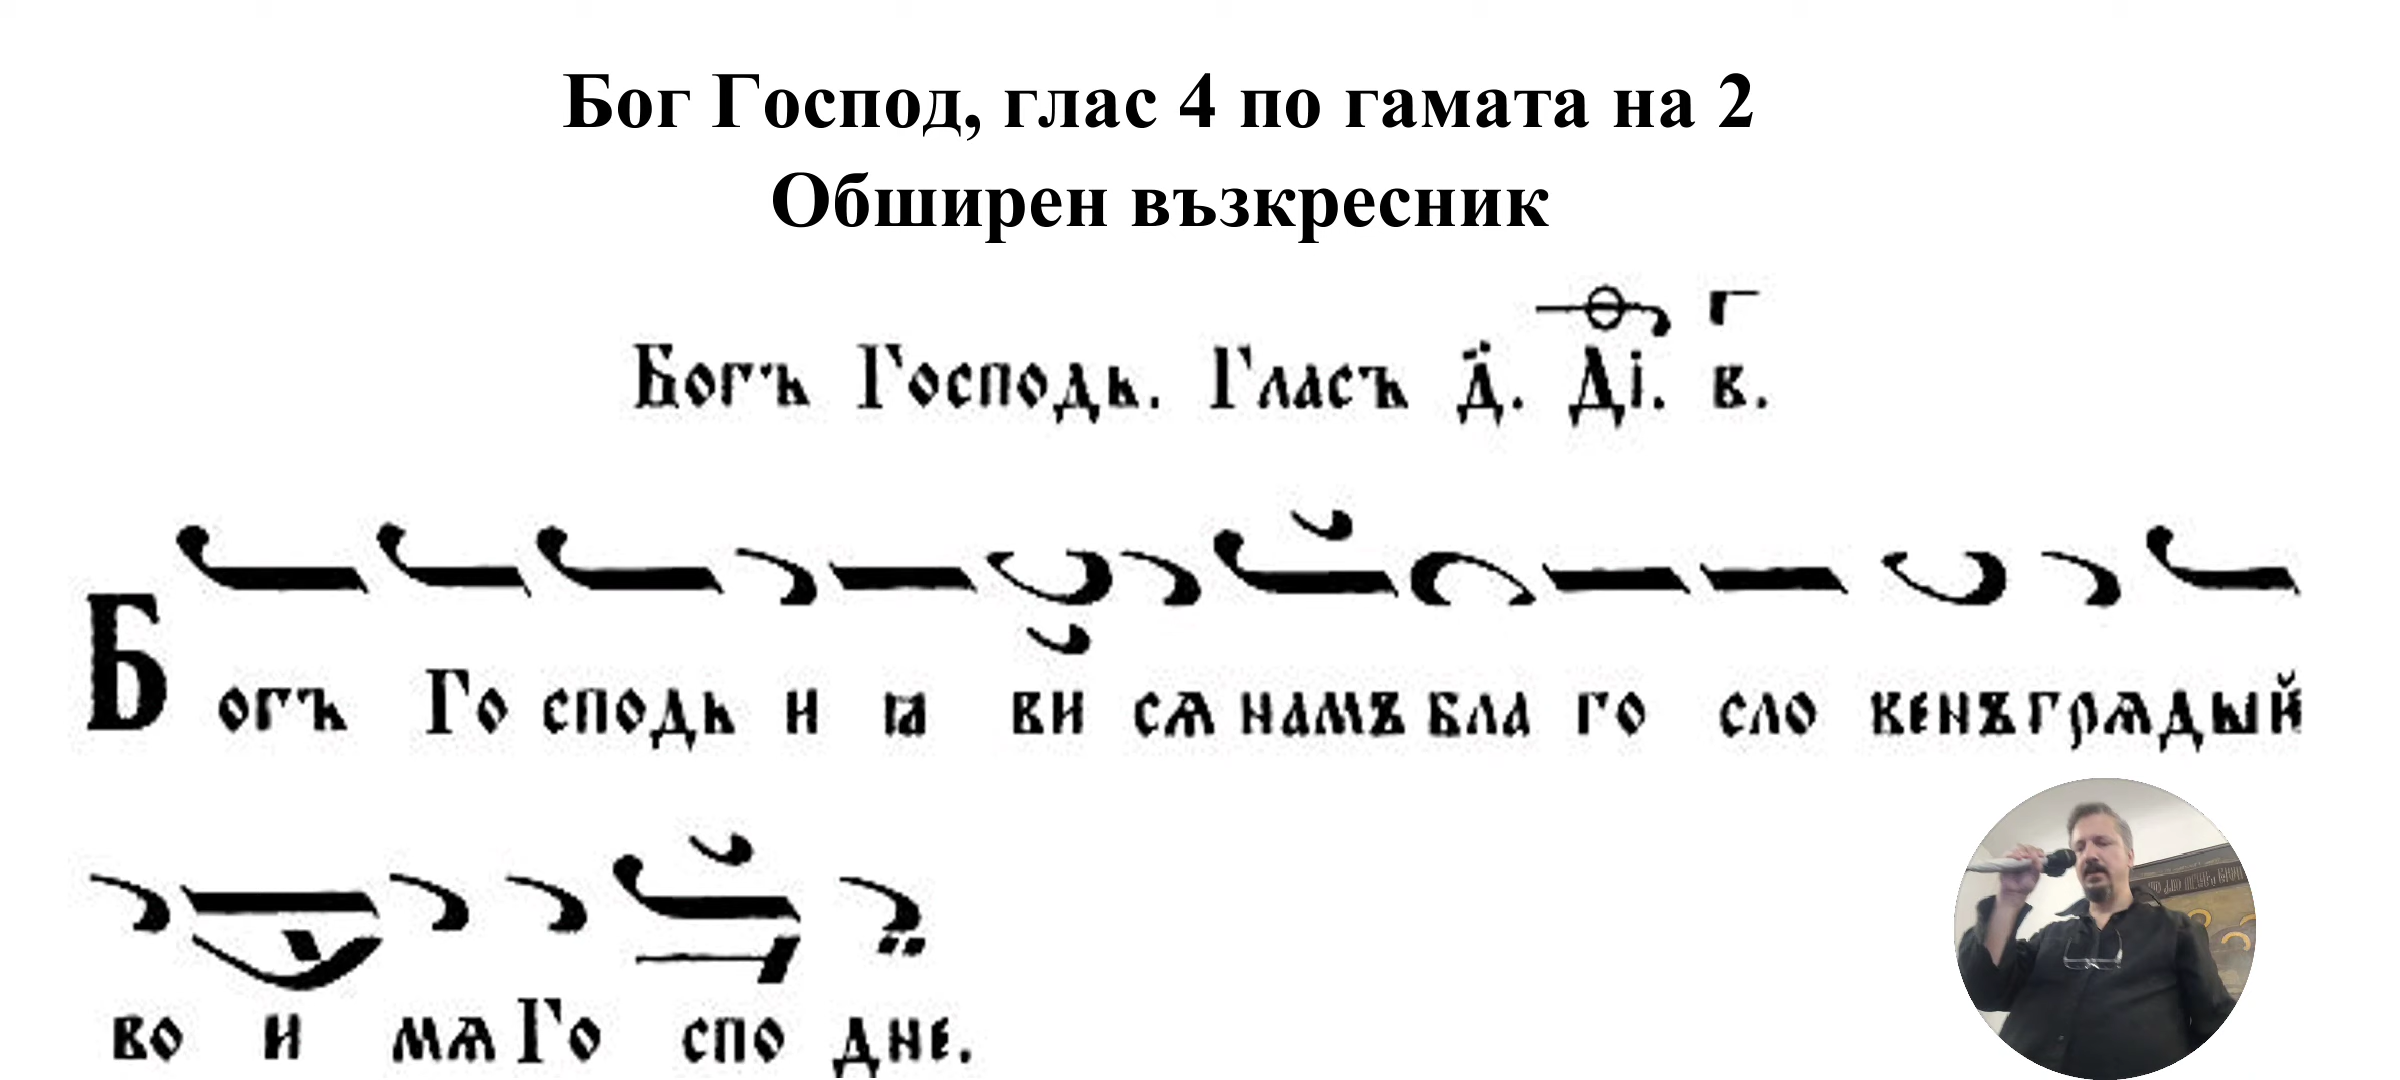 Бог Господ, глас 4 по гамата на 2
Обширен възкресник
Богъ Господь. Гласъ д҃. Ді. в.
Богъ Го сподь и ꙗ ви сѧ намъ бла го сло венъ грѧдый
во и мѧ Го спо дне.